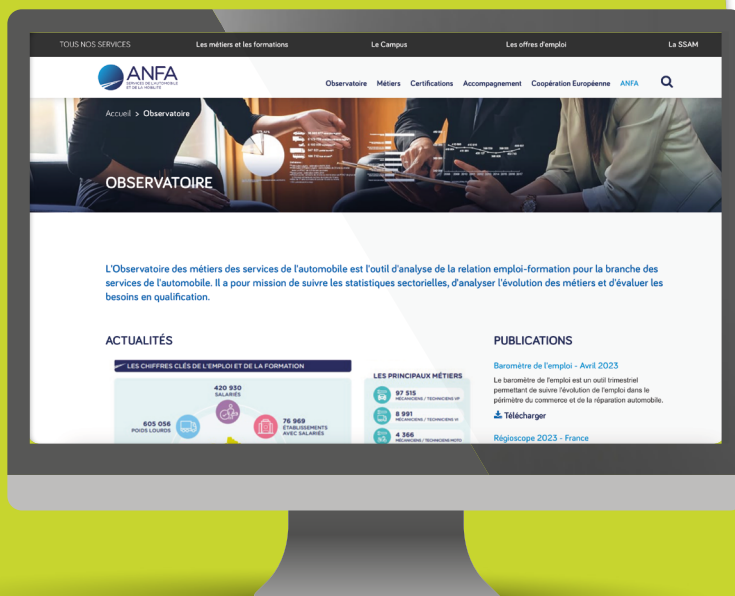 TOUS NOS SERVICES
Les métiers et les formations
Le Campus
Les offres d'emploi
La SSAM
ANFA
SERVICES DE L'AUTOMOBILE
ET DE LA MOBILITÉ
Observatoire Métiers Certifications Accompagnement Coopération Européenne ANFA
Accueil > Observatoire
OBSERVATOIRE
L'Observatoire des métiers des services de l'automobile est l'outil d'analyse de la relation emploi-formation pour la branche des
services de l'automobile. Il a pour mission de suivre les statistiques sectorielles, d'analyser l'évolution des métiers et d'évaluer les
besoins en qualification.
ACTUALITÉS
LES CHIFFRES CLÉS DE L'EMPLOI ET DE LA FORMATION
420 930
SALARIÉS
605 056
POIDS LOURDS
76 969
ÉTABLISSEMENTS
AVEC SALARIÉS
LES PRINCIPAUX MÉTIERS
97 515
MÉCANICIENS / TECHNICIENS VP
8 991
MÉCANICIENS / TECHNICIENS VI
4 366
MÉCANICIENS / TECHNICIENS MOTO
PUBLICATIONS
Baromètre de l'emploi - Avril 2023
Le baromètre de l'emploi est un outil trimestriel
permettant de suivre l'évolution de l'emploi dans le
périmètre du commerce et de la réparation automobile.
Télécharger
Régioscope 2023 - France